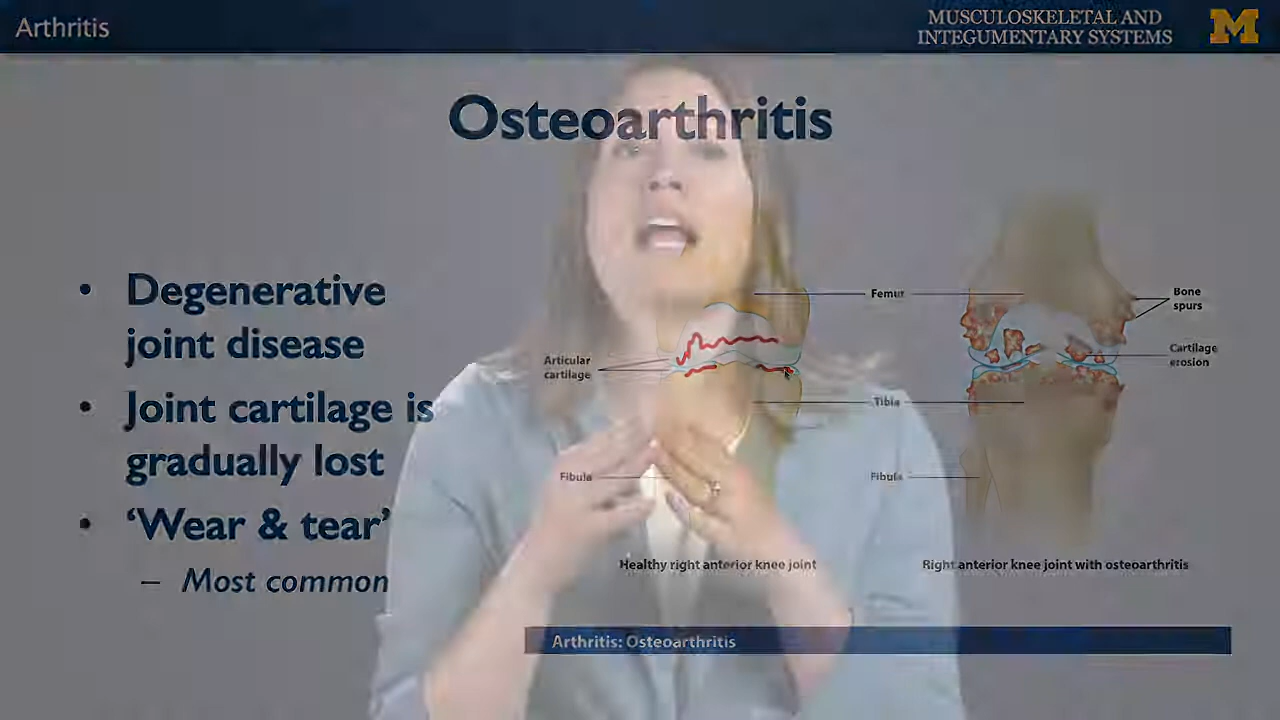 Arthritis
MUSCULOSKELETAL AND
INTEGUMENTARY SYSTEMS
M
Osteoarthritis
• Degenerative
joint disease
• Joint cartilage is
gradually lost
• ‘Wear & tear’
– Most common
Femur
Bone
spurs
Articular
cartilage
Cartilage
erosion
Tibia
Fibula
Fibula
Healthy right anterior knee joint
Right anterior knee joint with osteoarthritis
Arthritis: Osteoarthritis